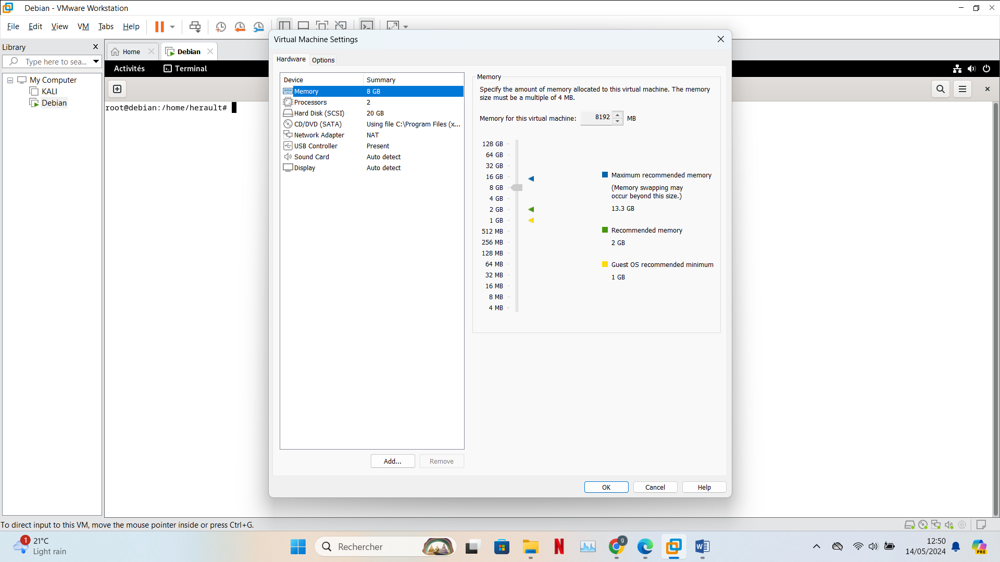 Debian - VMware Workstation
File Edit View VM Tabs Help
Library
Type here to sea...
My Computer
KALI
Debian
Home
Debian
Activités
Terminal
root@debian:/home/herault#
Virtual Machine Settings
Hardware
Options
Device Summary
Memory 8 GB
Processors 2
Hard Disk (SCSI) 20 GB
CD/DVD (SATA) Using file C:\Program Files (x...
Network Adapter NAT
USB Controller Present
Sound Card Auto detect
Display Auto detect
Add...
Remove
Memory
Specify the amount of memory allocated to this virtual machine. The memory
size must be a multiple of 4 MB.
Memory for this virtual machine: 8192 MB
128 GB
64 GB
32 GB
16 GB
8 GB
4 GB
2 GB
1 GB
512 MB
256 MB
128 MB
64 MB
32 MB
16 MB
8 MB
4 MB
Maximum recommended memory
(Memory swapping may
occur beyond this size.)
13.3 GB
Recommended memory
2 GB
Guest OS recommended minimum
1 GB
OK
Cancel
Help
To direct input to this VM, move the mouse pointer inside or press Ctrl+G.
1
21°C
Light rain
Rechercher
N
g
W
12:50
14/05/2024
PRE